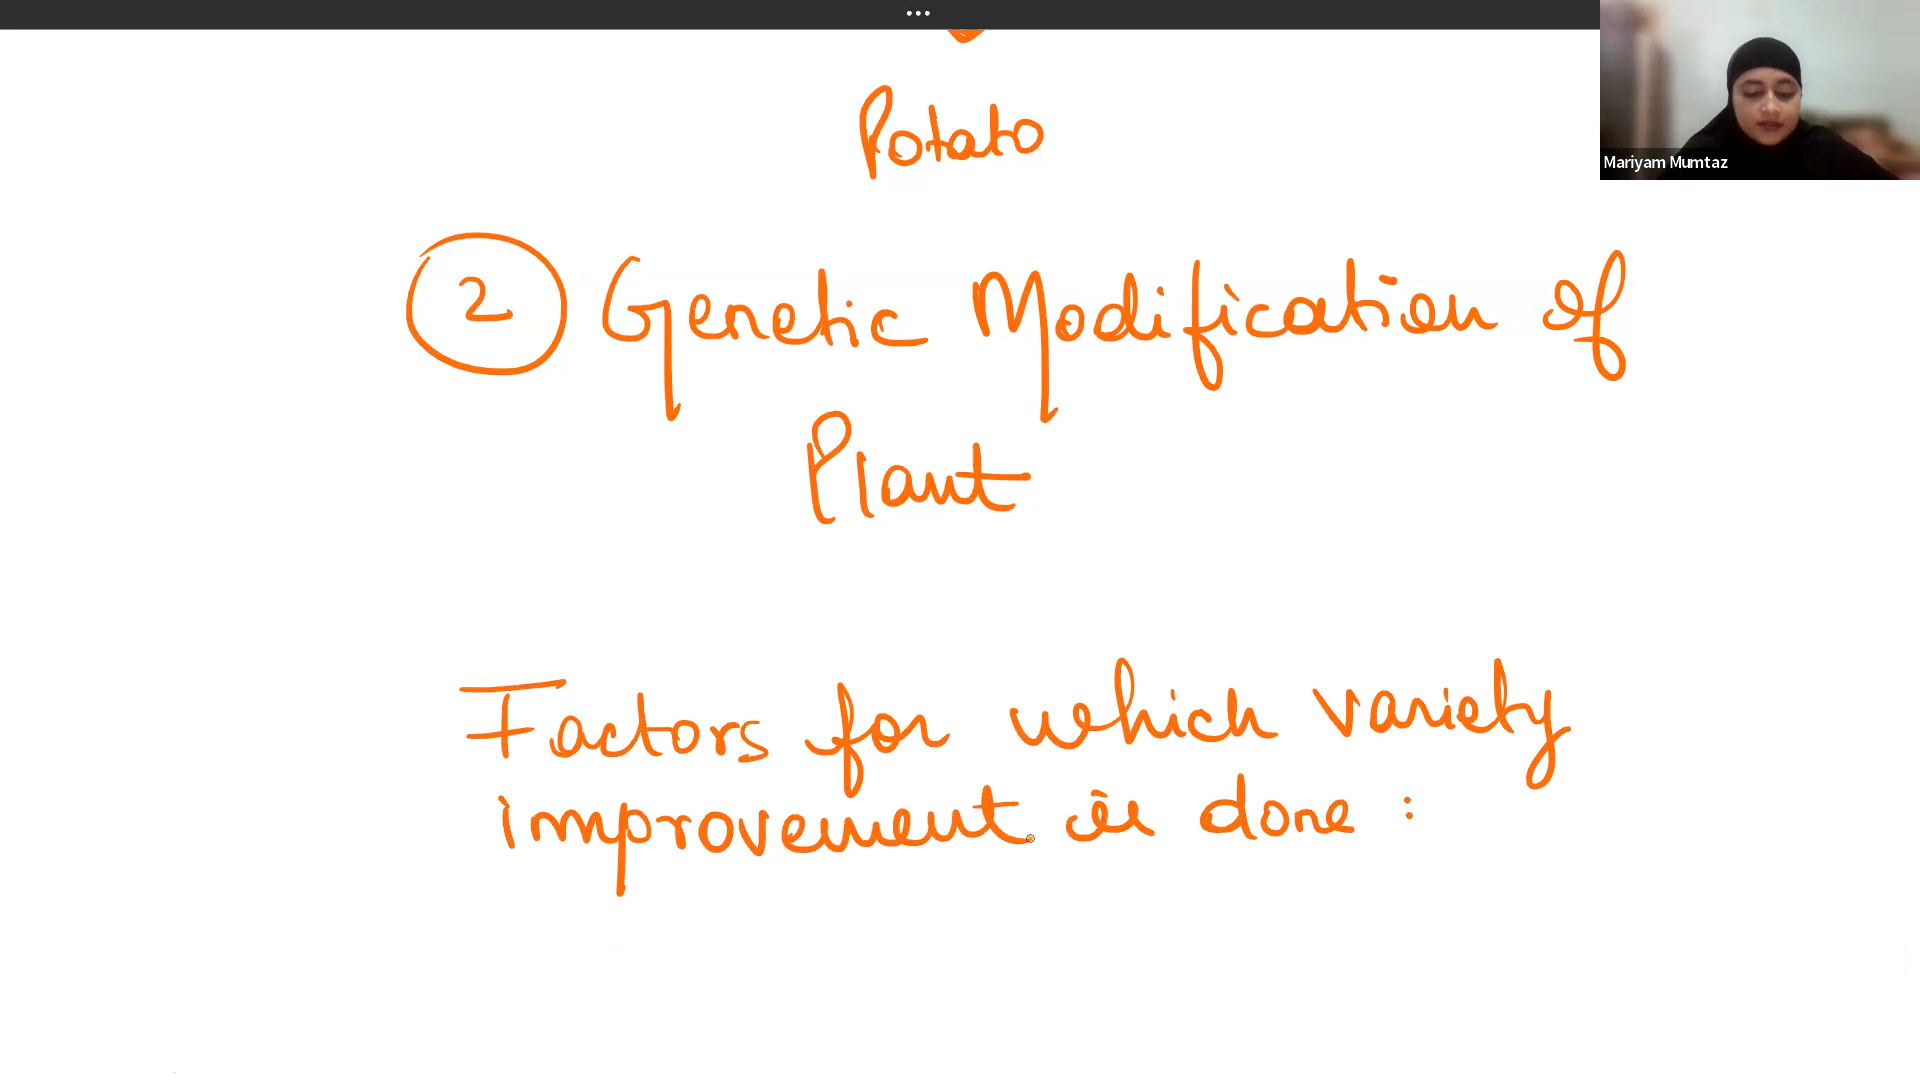 Mariyam Mumtaz
Potato
2 Genetic Modification of
Plant
Factors for which variety
improvement is done :